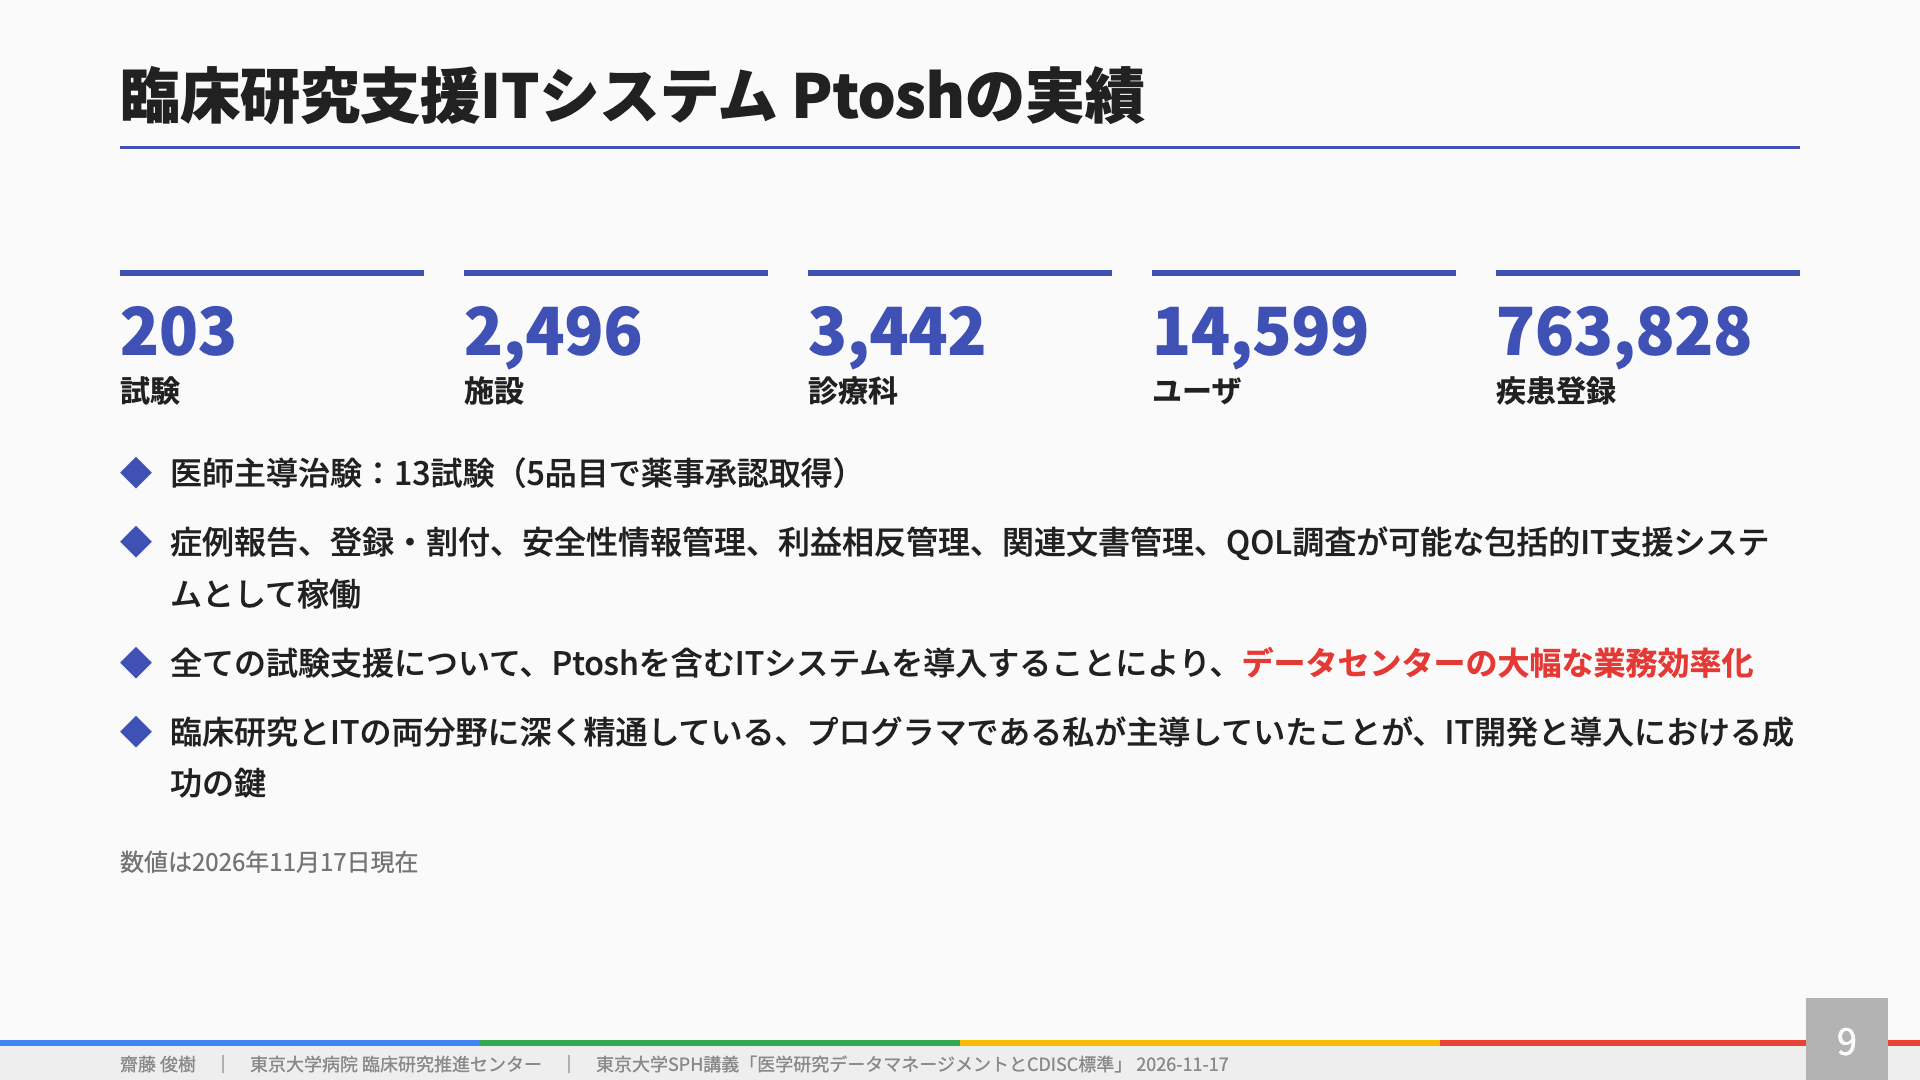 臨床研究支援ITシステム Ptoshの実績
203
試験
2,496
施設
3,442
診療科
14,599
ユーザ
763,828
疾患登録
医師主導治験：13試験（5品目で薬事承認取得）
症例報告、登録・割付、安全性情報管理、利益相反管理、関連文書管理、QOL調査が可能な包括的IT支援システ
ムとして稼働
全ての試験支援について、Ptoshを含むITシステムを導入することにより、データセンターの大幅な業務効率化
臨床研究とITの両分野に深く精通している、プログラマである私が主導していたことが、IT開発と導入における成
功の鍵
数値は2026年11月17日現在
齋藤 俊樹 ｜ 東京大学病院 臨床研究推進センター ｜ 東京大学SPH講義「医学研究データマネージメントとCDISC標準」 2026-11-17
9